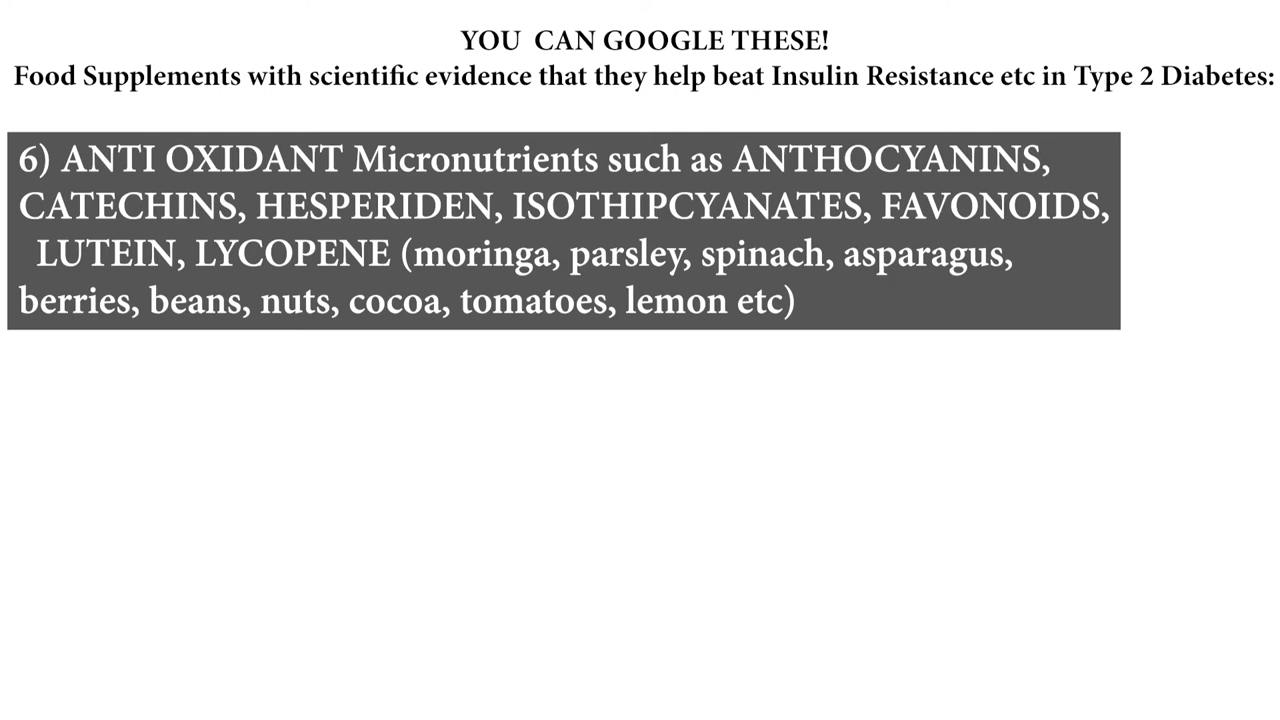 YOU CAN GOOGLE THESE!
Food Supplements with scientific evidence that they help beat Insulin Resistance etc in Type 2 Diabetes:
6) ANTI OXIDANT Micronutrients such as ANTHOCYANINS,
CATECHINS, HESPERIDEN, ISOTHIPCYANATES, FAVONOIDS,
LUTEIN, LYCOPENE (moringa, parsley, spinach, asparagus,
berries, beans, nuts, cocoa, tomatoes, lemon etc)